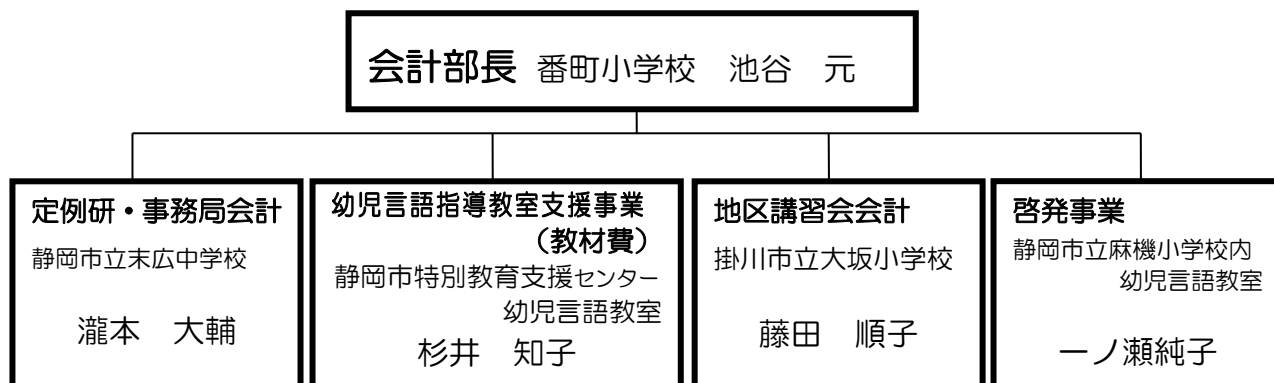 会計部長 番町小学校　池谷　元
定例研・事務局会計
静岡市立末広中学校
瀧本　大輔
幼児言語指導教室支援事業
（教材費）
静岡市特別教育支援センター
幼児言語教室
杉井　知子
地区講習会会計
掛川市立大坂小学校
藤田　順子
啓発事業
静岡市立麻機小学校内
幼児言語教室
一ノ瀬純子